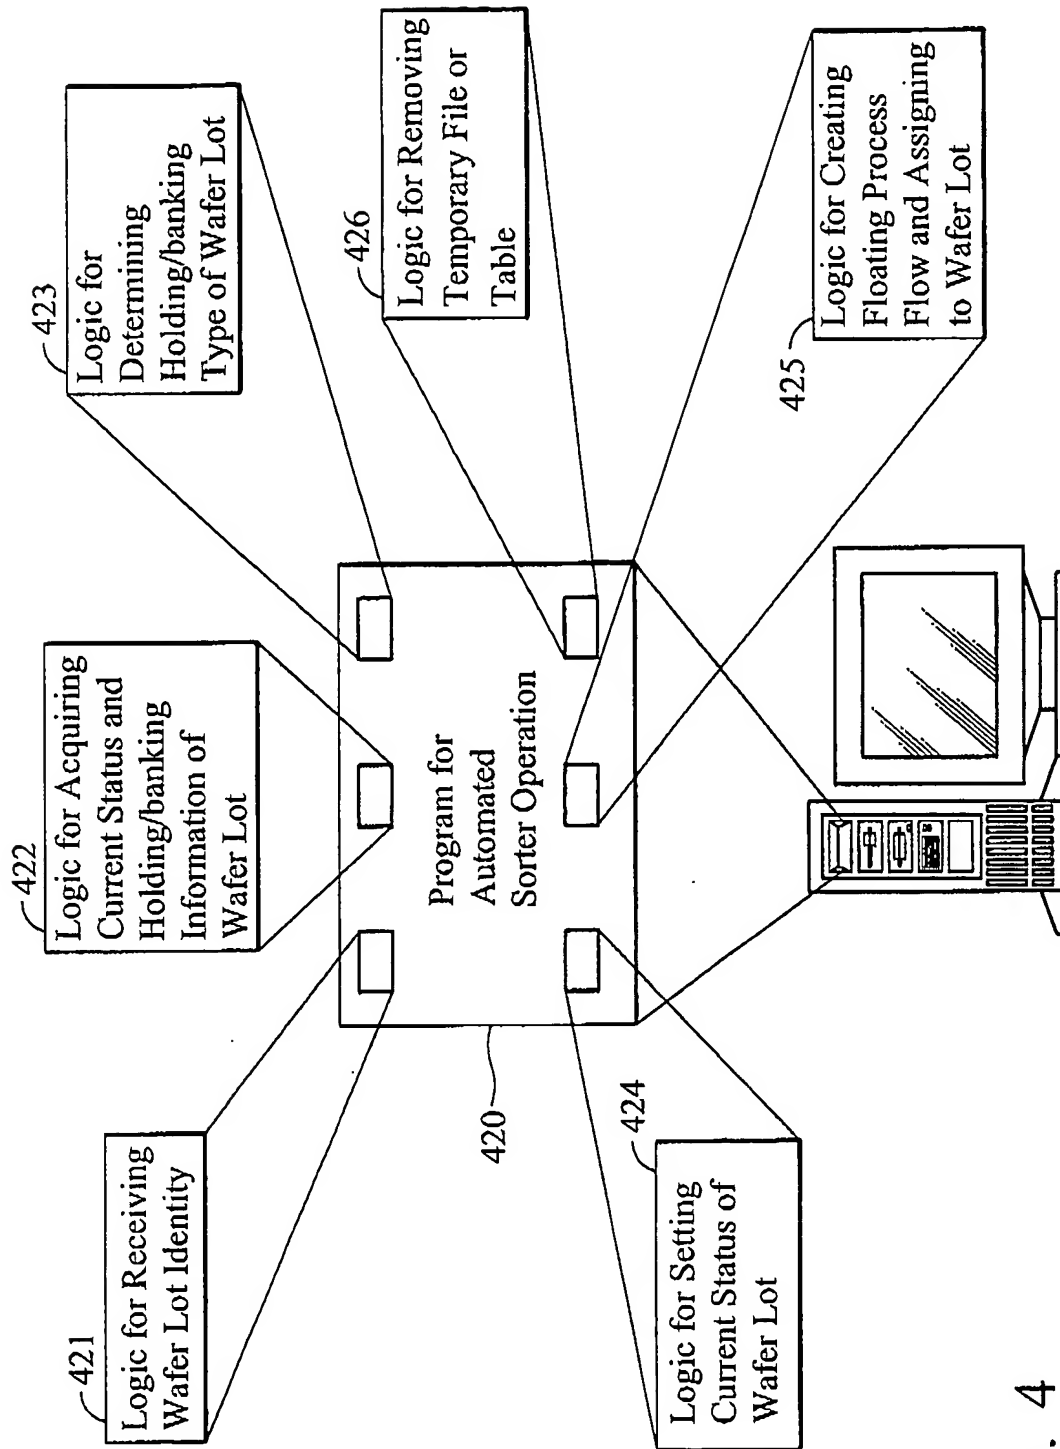 421
Logic for Receiving
Wafer Lot Identity
422
Logic for Acquiring
Current Status and
Holding/banking
Information of
Wafer Lot
423
Logic for
Determining
Holding/banking
Type of Wafer Lot
Program for
Automated
Sorter Operation
420
424
Logic for Setting
Current Status of
Wafer Lot
425
Logic for Creating
Floating Process
Flow and Assigning
to Wafer Lot
426
Logic for Removing
Temporary File or
Table
4